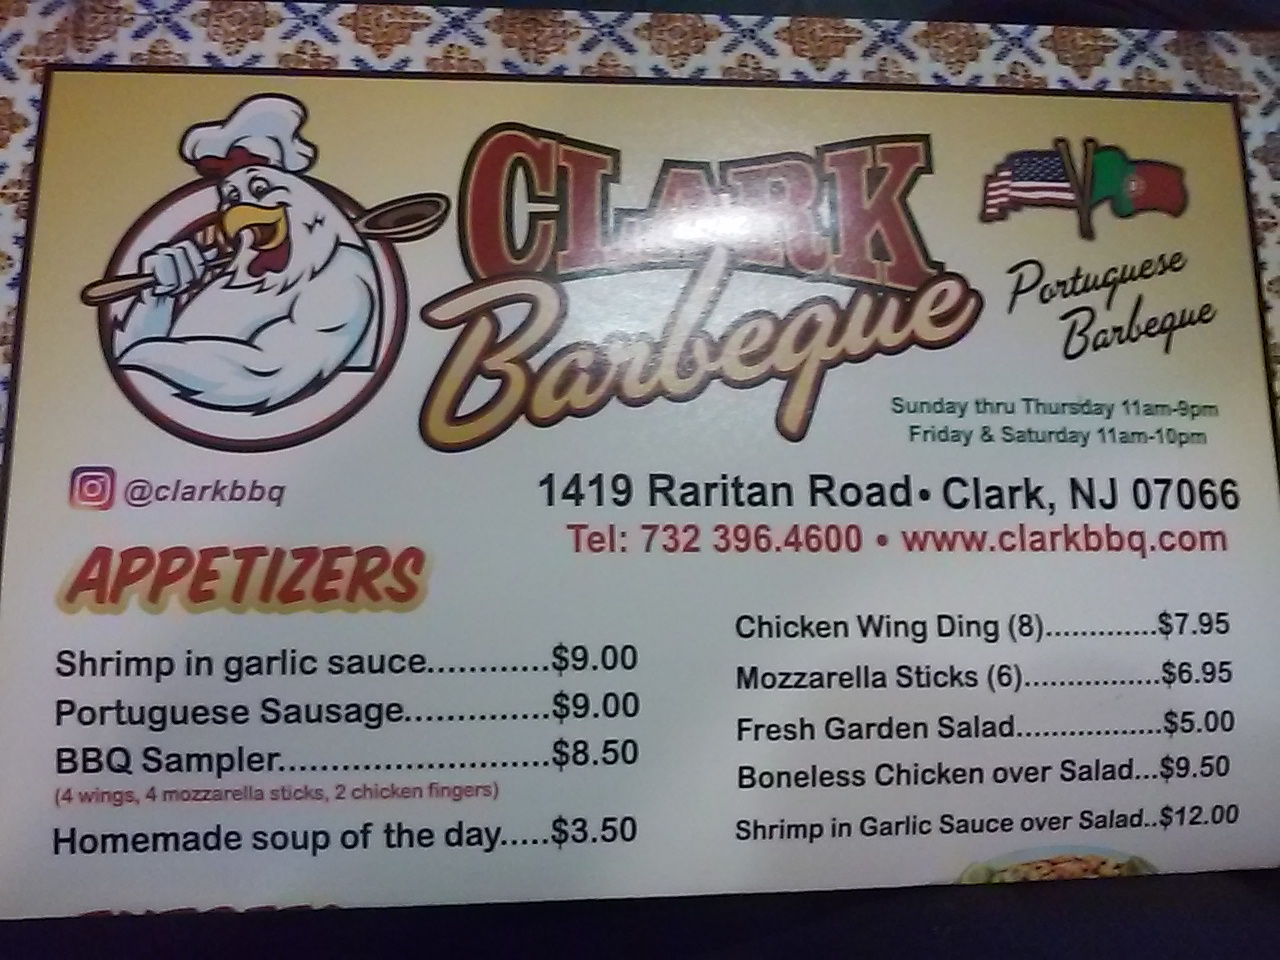 CLARK
Barbeque
Portuguese
Barbeque
Sunday thru Thursday 11am-9pm
Friday & Saturday 11am-10pm
@clarkbbq
1419 Raritan Road • Clark, NJ 07066
Tel: 732 396.4600 • www.clarkbbq.com
APPETIZERS
Shrimp in garlic sauce............$9.00
Portuguese Sausage..............$9.00
BBQ Sampler..........................$8.50
(4 wings, 4 mozzarella sticks, 2 chicken fingers)
Homemade soup of the day.....$3.50
Chicken Wing Ding (8).............$7.95
Mozzarella Sticks (6)................$6.95
Fresh Garden Salad.................$5.00
Boneless Chicken over Salad...$9.50
Shrimp in Garlic Sauce over Salad..$12.00